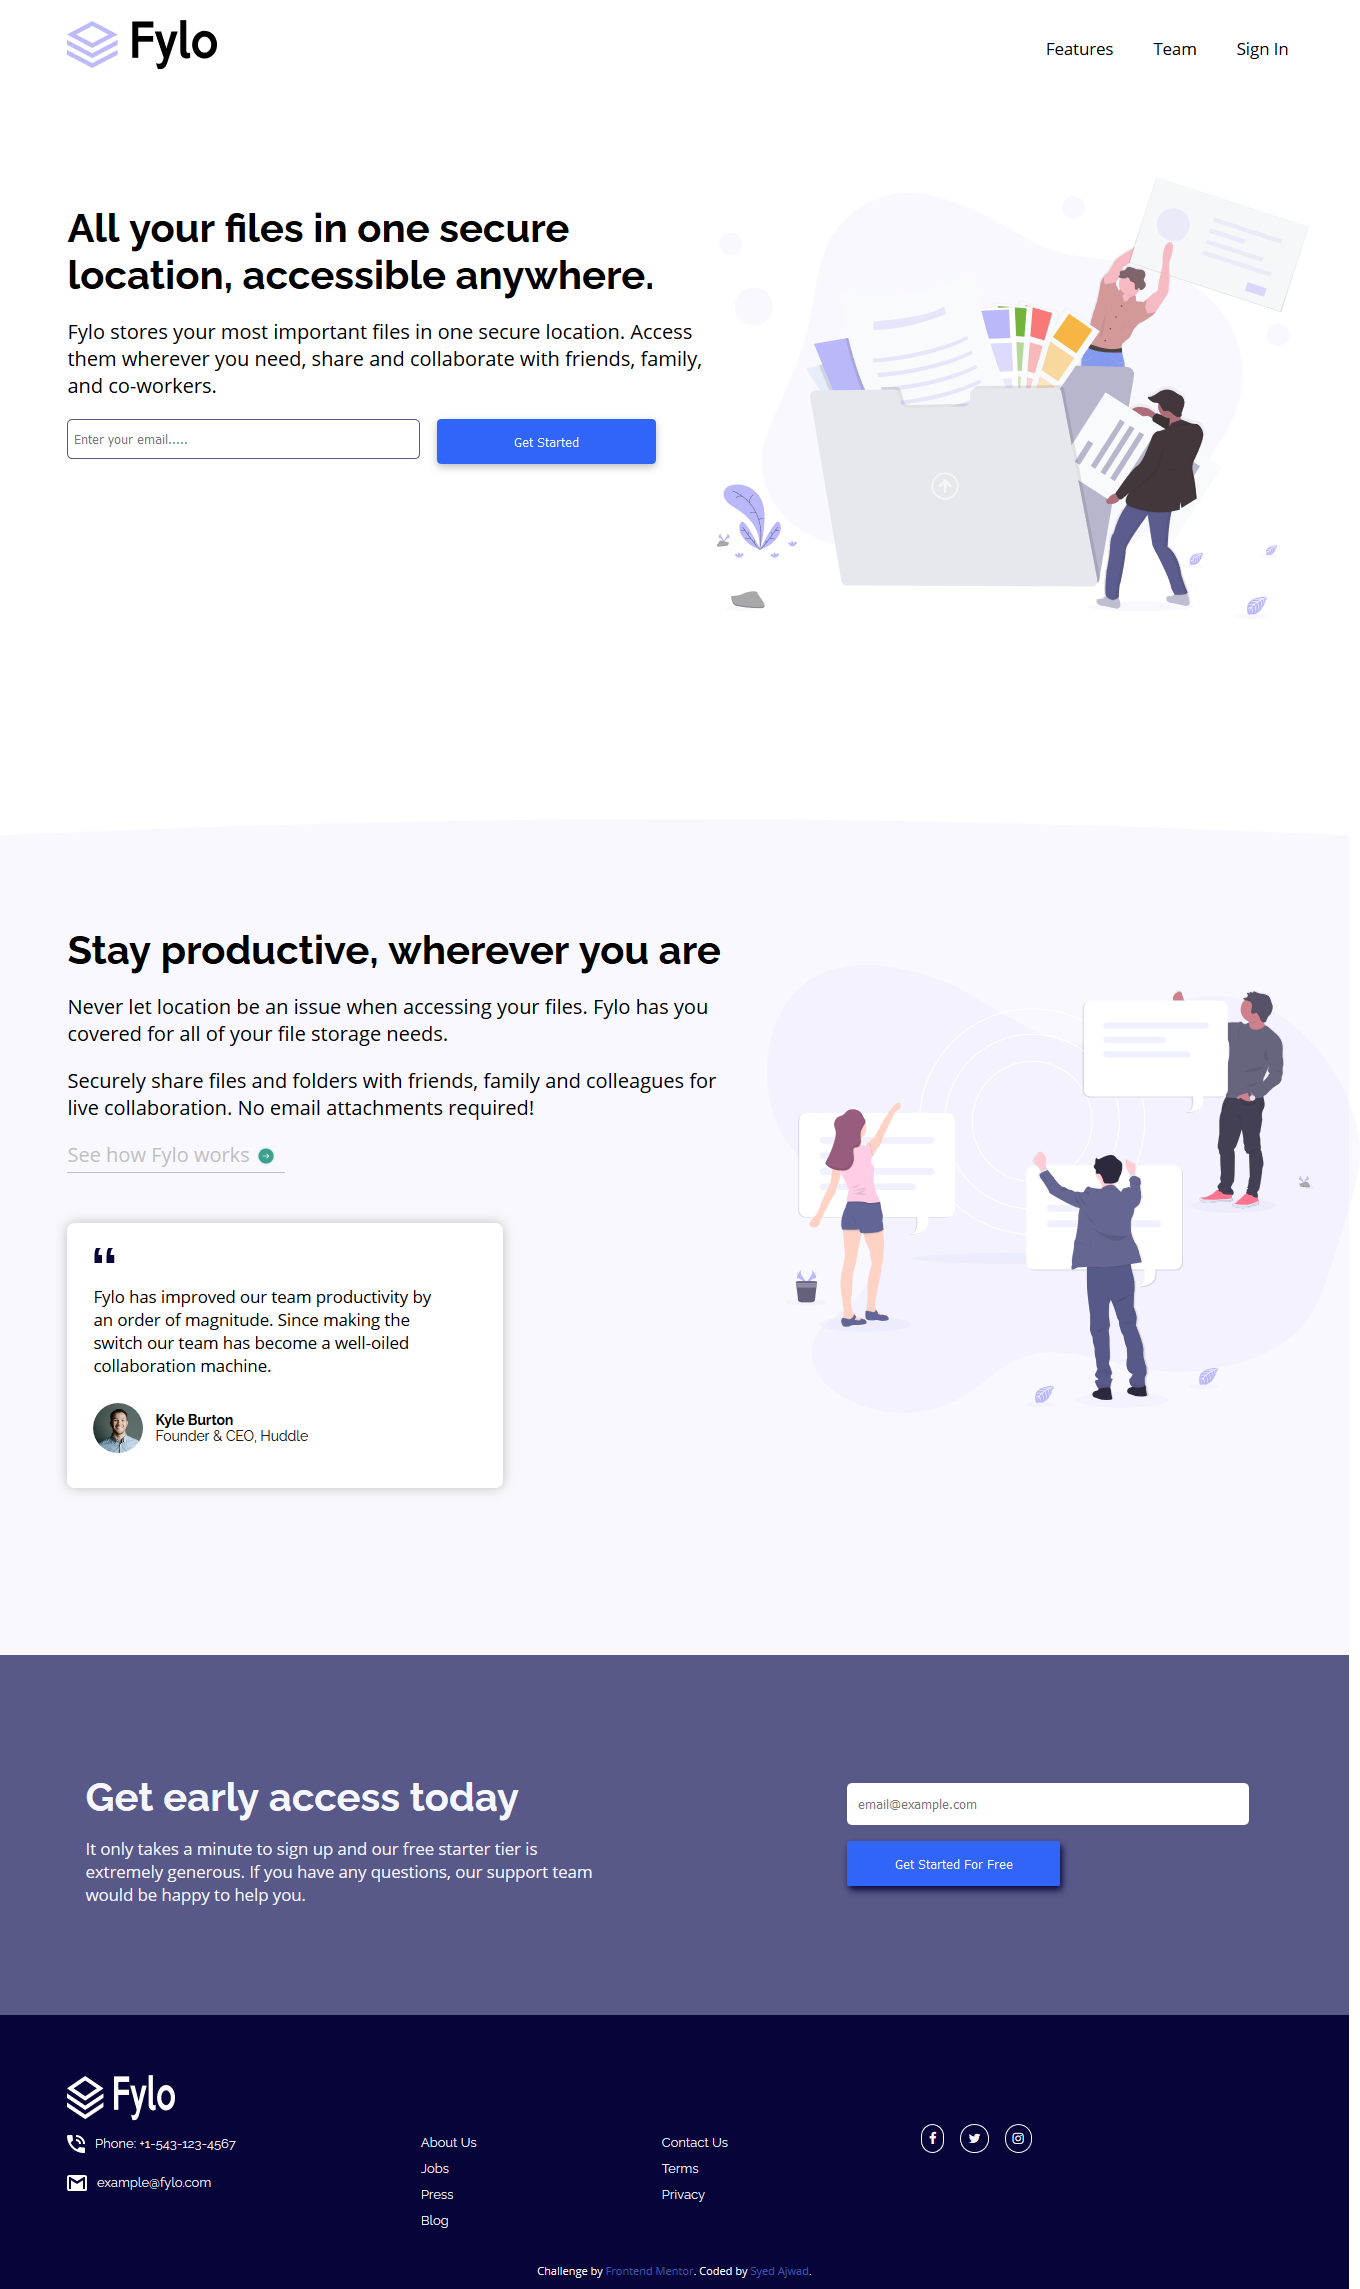 Fylo
Features
Team
Sign In
All your files in one secure
location, accessible anywhere.
Fylo stores your most important files in one secure location. Access
them wherever you need, share and collaborate with friends, family,
and co-workers.
Enter your email.....
Get Started
Stay productive, wherever you are
Never let location be an issue when accessing your files. Fylo has you
covered for all of your file storage needs.
Securely share files and folders with friends, family and colleagues for
live collaboration. No email attachments required!
See how Fylo works
“
Fylo has improved our team productivity by
an order of magnitude. Since making the
switch our team has become a well-oiled
collaboration machine.
Kyle Burton
Founder & CEO, Huddle
Get early access today
It only takes a minute to sign up and our free starter tier is
extremely generous. If you have any questions, our support team
would be happy to help you.
email@example.com
Get Started For Free
Fylo
Phone: +1-543-123-4567
example@fylo.com
About Us
Jobs
Press
Blog
Contact Us
Terms
Privacy
Challenge by Frontend Mentor. Coded by Syed Ajwad.